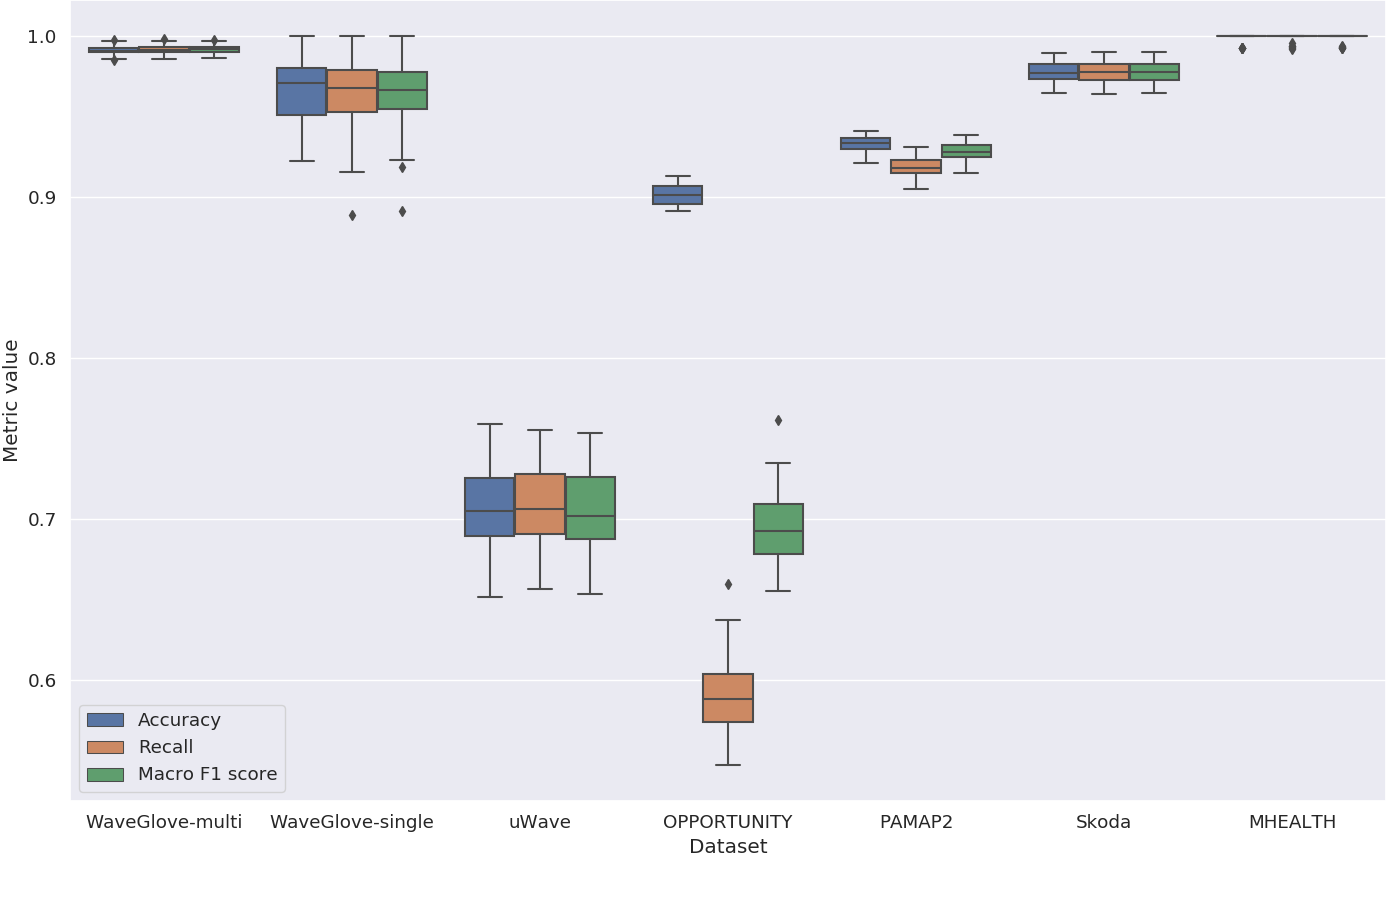 1.0
0.9
0.8
0.7
0.6
Metric value
Accuracy
Recall
Macro F1 score
WaveGlove-multi WaveGlove-single uWave OPPORTUNITY PAMAP2 Skoda MHEALTH
Dataset